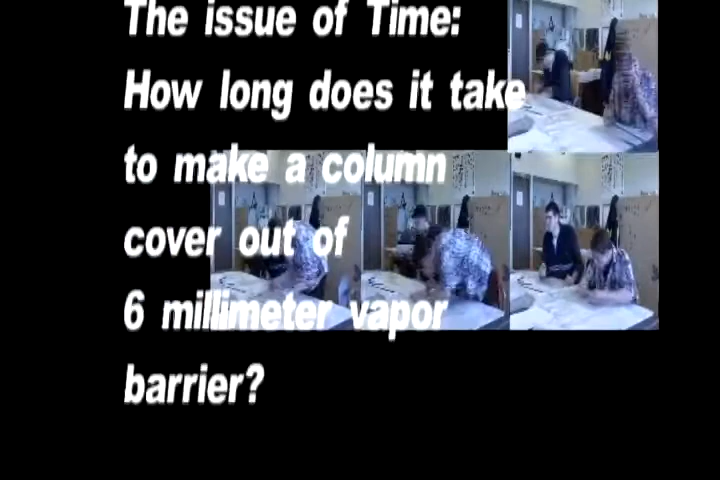 The issue of Time:
How long does it take
to make a column
cover out of
6 millimeter vapor
barrier?